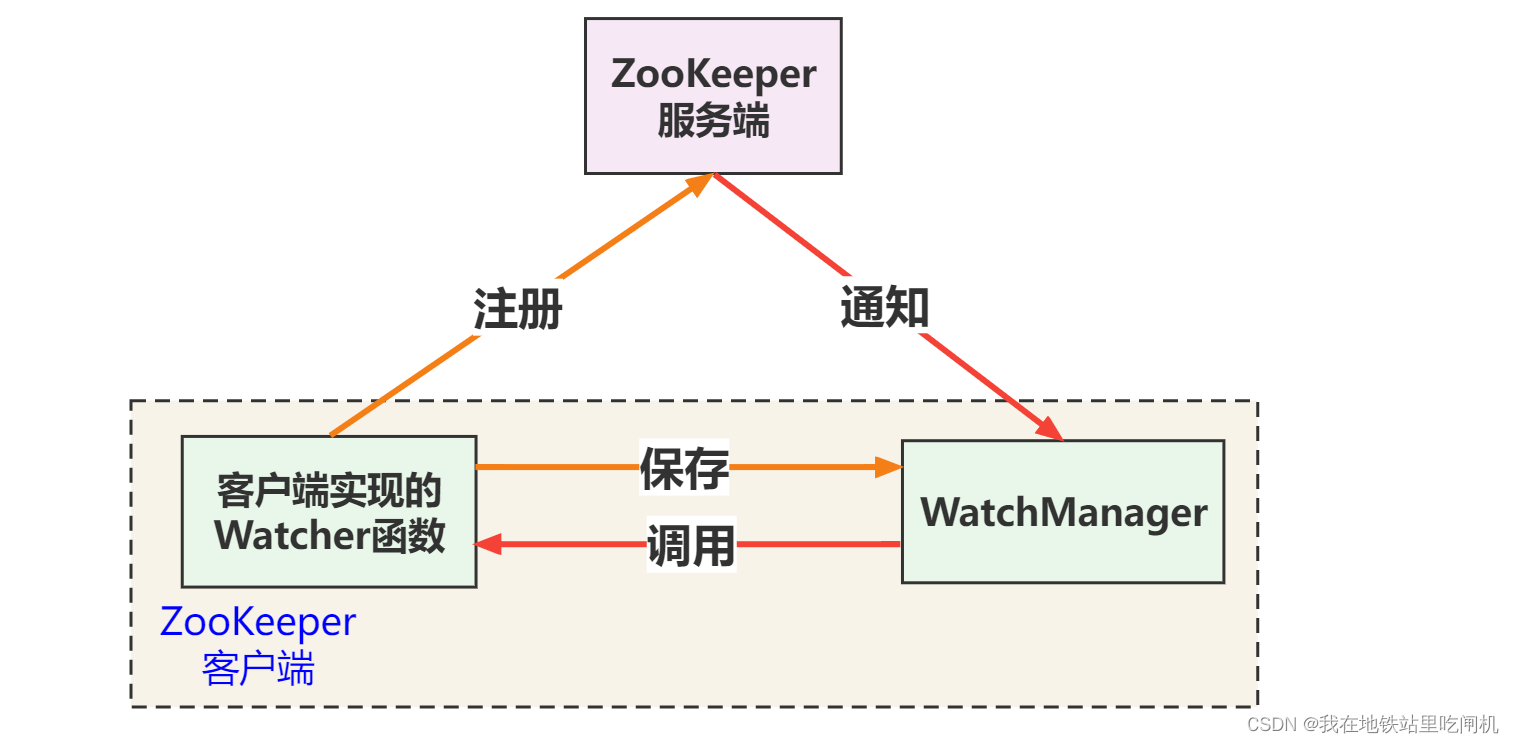 ZooKeeper
服务端
注册
通知
保存
客户端实现的
Watcher函数
WatchManager
调用
ZooKeeper
客户端
CSDN @我在地铁站里吃闸机